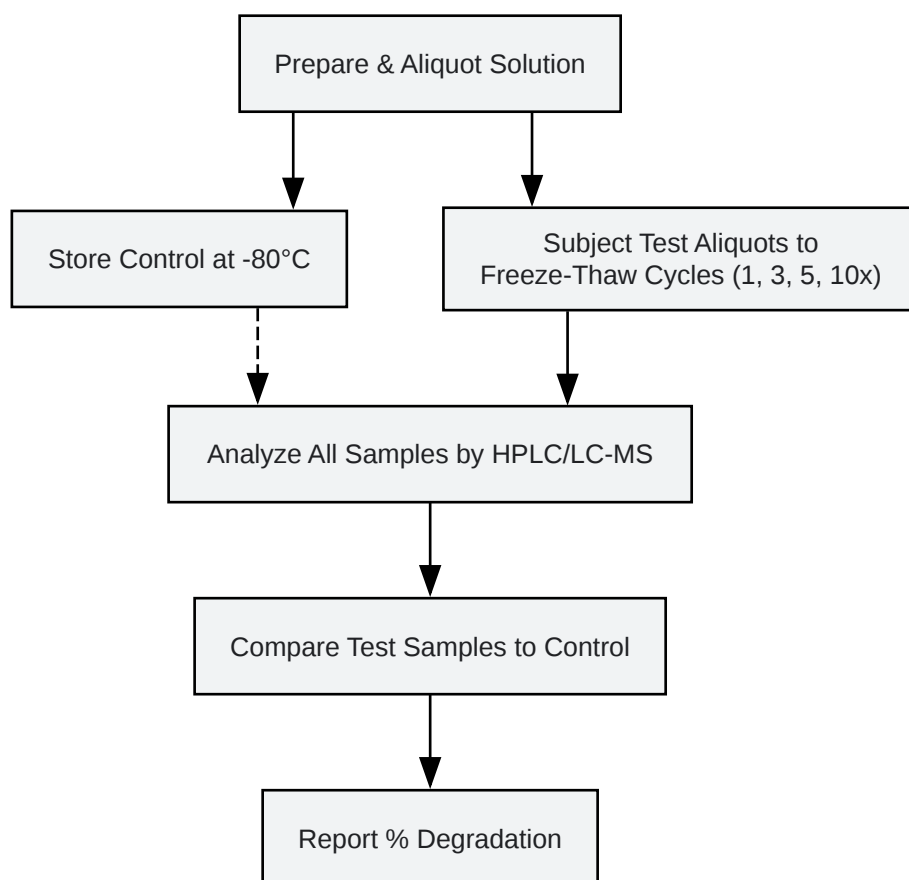 Prepare & Aliquot Solution
Store Control at -80°C
Subject Test Aliquots to
Freeze-Thaw Cycles (1, 3, 5, 10x)
Analyze All Samples by HPLC/LC-MS
Compare Test Samples to Control
Report % Degradation